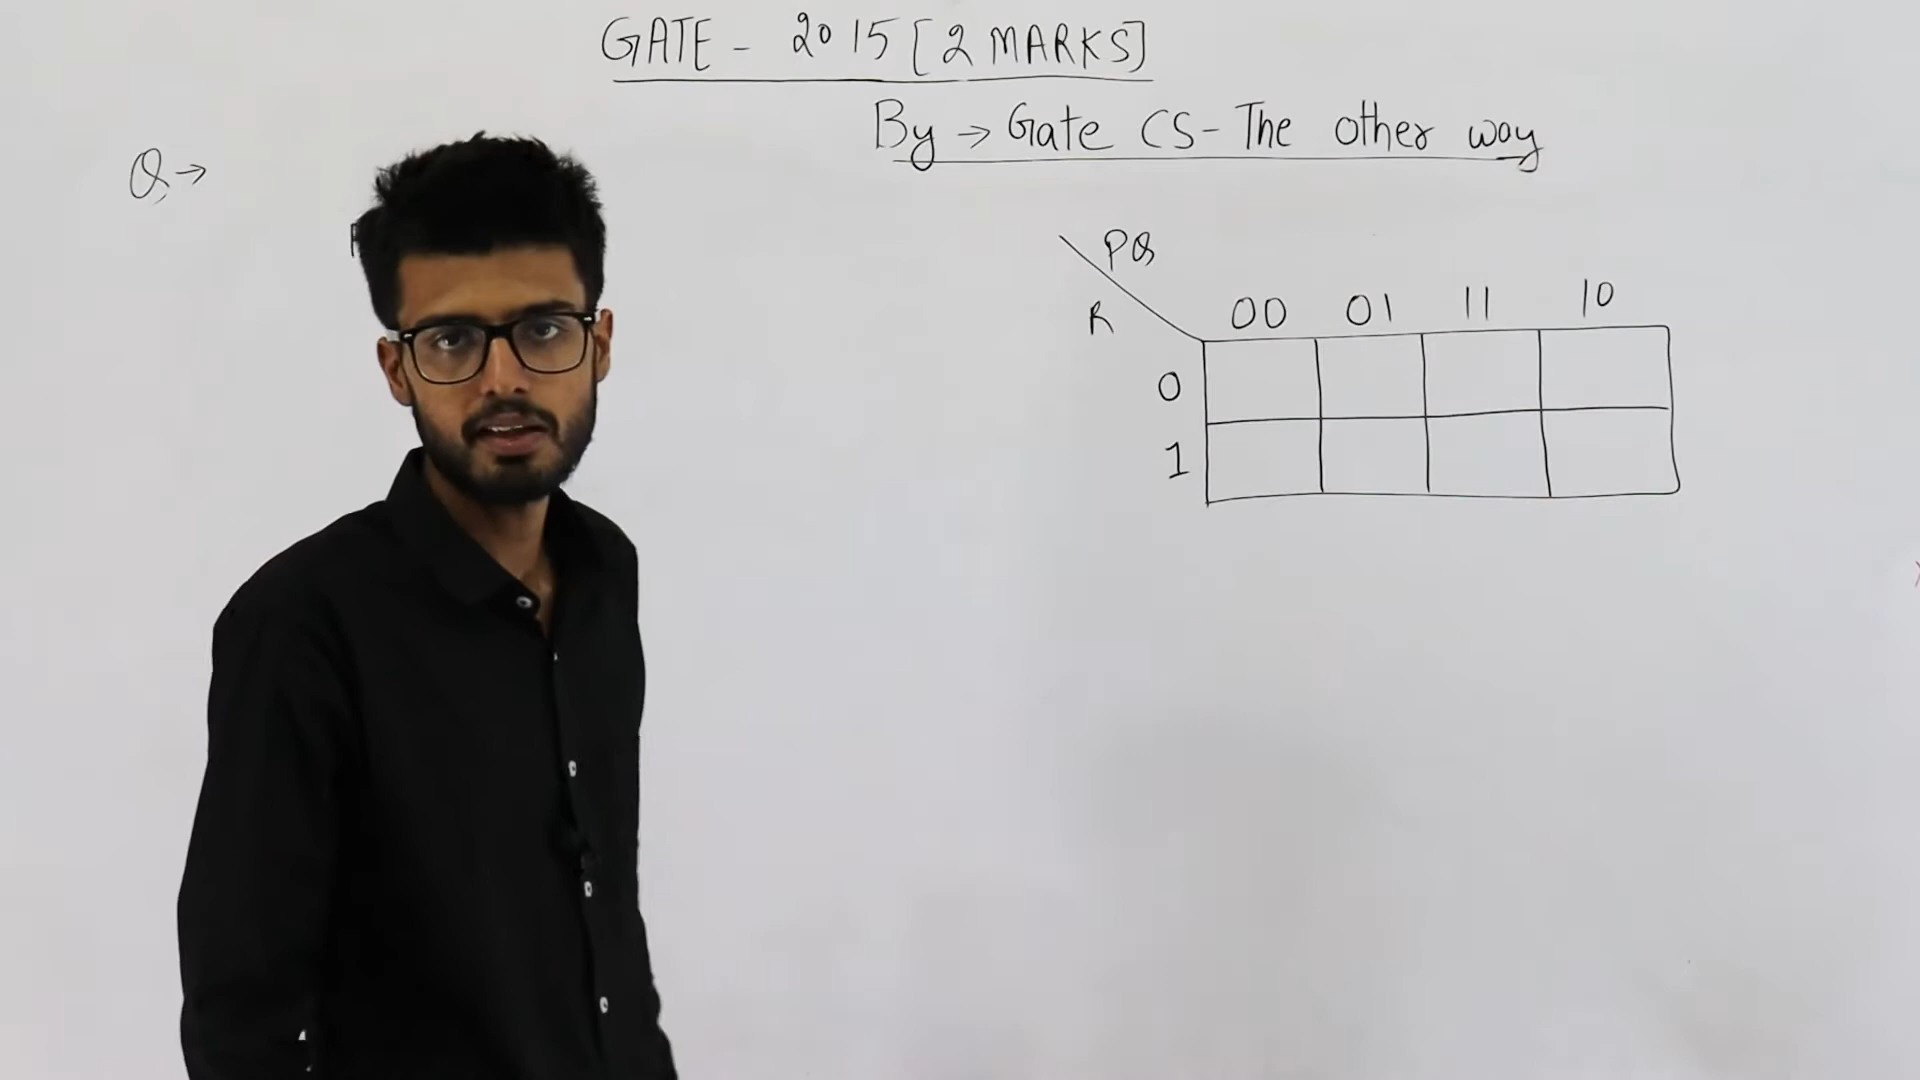 GATE - 2015 [2 MARKS]
By → Gate CS - The other way
Q →
PQ
R
00 01 11 10
0
1